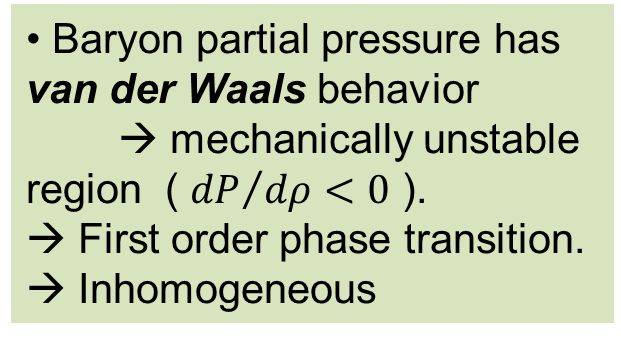 • Baryon partial pressure has
van der Waals behavior
→ mechanically unstable
region ( dP/dρ < 0 ).
→ First order phase transition.
→ Inhomogeneous